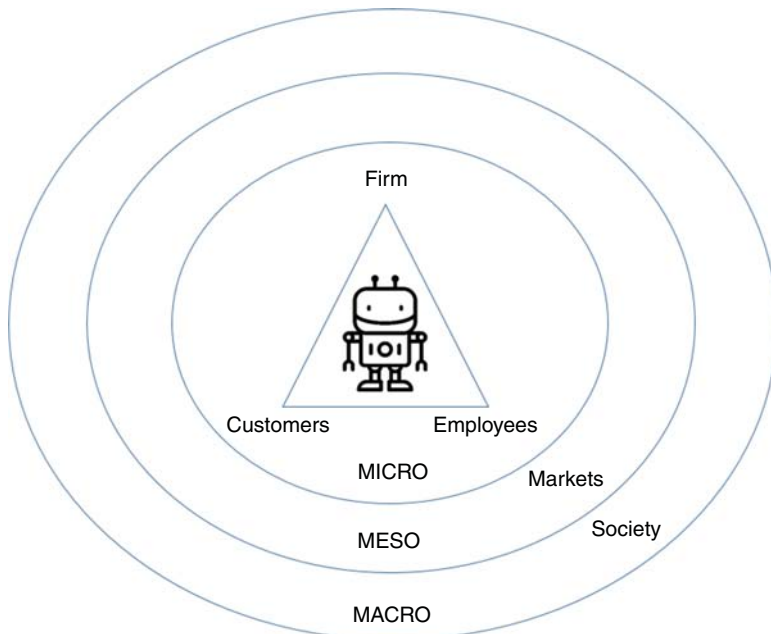 Firm
Customers
Employees
MICRO
Markets
MESO
Society
MACRO